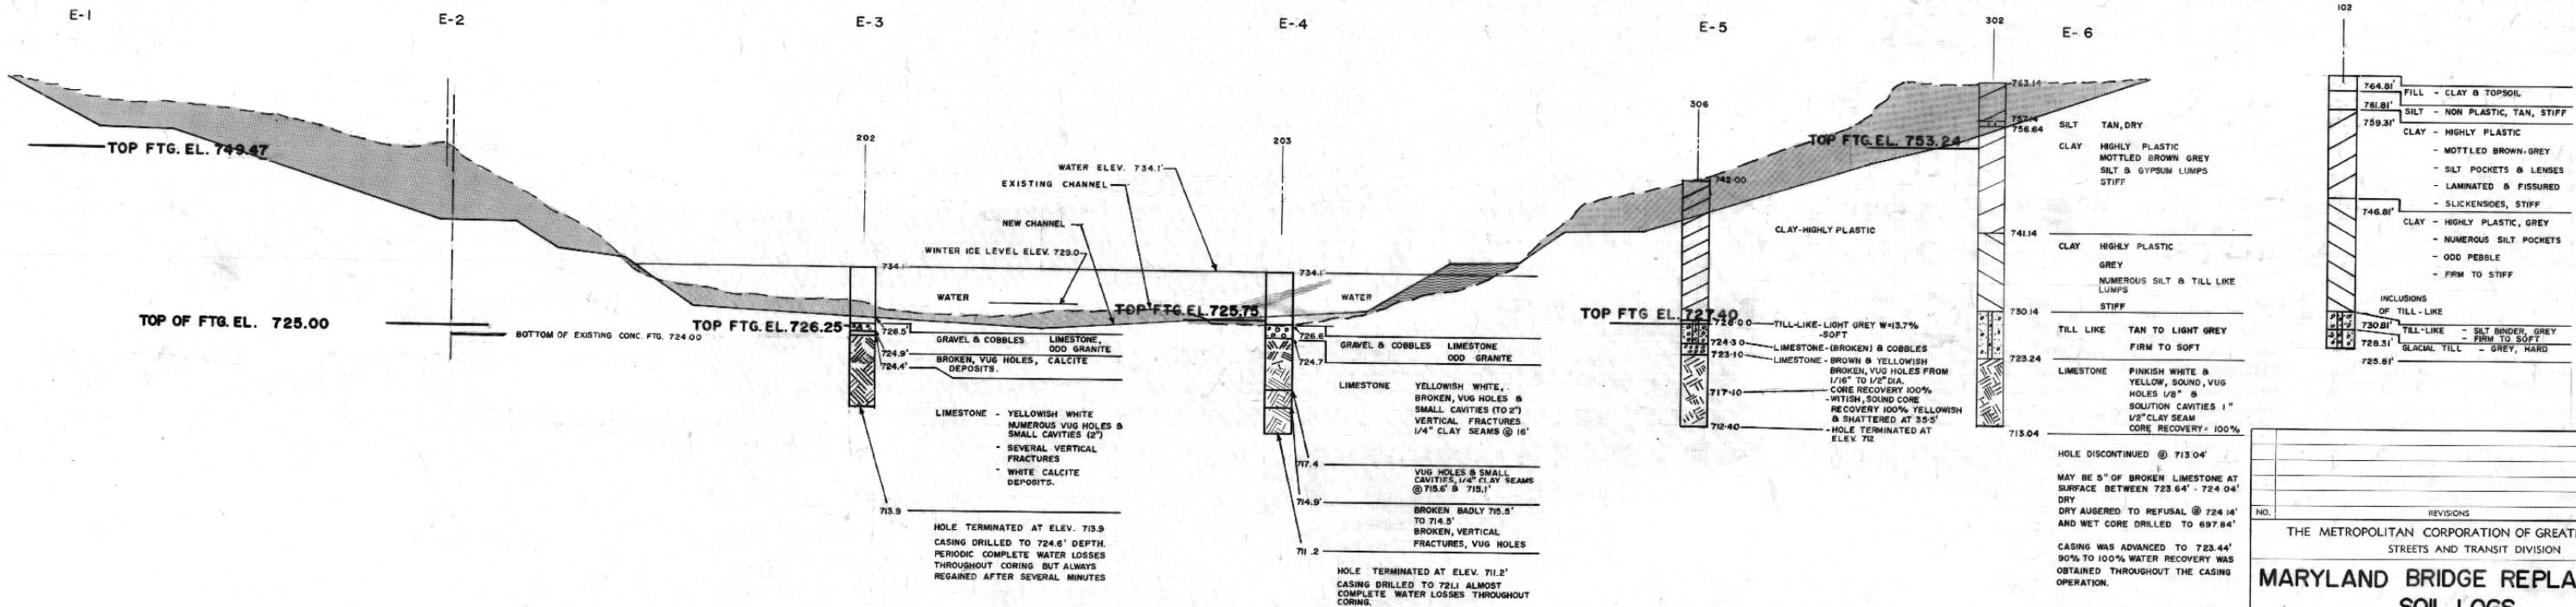 E-1
E-2
E-3
E-4
E-5
302
E-6
102
TOP FTG. EL. 749.47
TOP OF FTG. EL. 725.00
BOTTOM OF EXISTING CONC. FTG. 724.00
202
WATER ELEV. 734.1'
EXISTING CHANNEL
NEW CHANNEL
WINTER ICE LEVEL ELEV. 729.0
734.1'
WATER
TOP FTG. EL. 726.25
726.5'
GRAVEL & COBBLES LIMESTONE,
ODD GRANITE
724.9'
BROKEN, VUG HOLES, CALCITE
DEPOSITS.
724.4'
LIMESTONE - YELLOWISH WHITE
NUMEROUS VUG HOLES &
SMALL CAVITIES (2")
- SEVERAL VERTICAL
FRACTURES
- WHITE CALCITE
DEPOSITS.
713.9
HOLE TERMINATED AT ELEV. 713.9
CASING DRILLED TO 724.6' DEPTH.
PERIODIC COMPLETE WATER LOSSES
THROUGHOUT CORING BUT ALWAYS
REGAINED AFTER SEVERAL MINUTES
203
734.1'
WATER
TOP FTG. EL. 725.75
726.6
GRAVEL & COBBLES LIMESTONE
ODD GRANITE
724.7
LIMESTONE YELLOWISH WHITE,
BROKEN, VUG HOLES &
SMALL CAVITIES (TO 2")
VERTICAL FRACTURES
1/4" CLAY SEAMS @ 16'
717.4
VUG HOLES & SMALL
CAVITIES, 1/4" CLAY SEAMS
@ 715.6' & 715.1'
714.9'
BROKEN BADLY 715.5'
TO 714.5'
BROKEN, VERTICAL
FRACTURES, VUG HOLES
711.2
HOLE TERMINATED AT ELEV. 711.2'
CASING DRILLED TO 721.1 ALMOST
COMPLETE WATER LOSSES THROUGHOUT
CORING.
306
742.00
CLAY-HIGHLY PLASTIC
TOP FTG. EL. 727.40
726.00
TILL-LIKE-LIGHT GREY W=13.7%
-SOFT
724.30
LIMESTONE-(BROKEN) & COBBLES
723.10
LIMESTONE - BROWN & YELLOWISH
BROKEN, VUG HOLES FROM
1/16" TO 1/2" DIA.
- CORE RECOVERY 100%
717.10
- WITISH, SOUND CORE
RECOVERY 100% YELLOWISH
& SHATTERED AT 35.5'
712.40
- HOLE TERMINATED AT
ELEV. 712
763.14
757.14
756.64
TOP FTG. EL. 753.24
SILT TAN, DRY
CLAY HIGHLY PLASTIC
MOTTLED BROWN GREY
SILT & GYPSUM LUMPS
STIFF
741.14
CLAY HIGHLY PLASTIC
GREY
NUMEROUS SILT & TILL LIKE
LUMPS
STIFF
730.14
TILL LIKE TAN TO LIGHT GREY
FIRM TO SOFT
723.24
LIMESTONE PINKISH WHITE &
YELLOW, SOUND, VUG
HOLES 1/8" &
SOLUTION CAVITIES 1"
1/2" CLAY SEAM
CORE RECOVERY = 100%
713.04
HOLE DISCONTINUED @ 713.04'
MAY BE 5" OF BROKEN LIMESTONE AT
SURFACE BETWEEN 723.64' - 724.04'
DRY
DRY AUGERED TO REFUSAL @ 724.14'
AND WET CORE DRILLED TO 697.84'
CASING WAS ADVANCED TO 723.44'
90% TO 100% WATER RECOVERY WAS
OBTAINED THROUGHOUT THE CASING
OPERATION.
764.81'
FILL - CLAY & TOPSOIL
761.81'
SILT - NON PLASTIC, TAN, STIFF
759.31'
CLAY - HIGHLY PLASTIC
- MOTTLED BROWN-GREY
- SILT POCKETS & LENSES
- LAMINATED & FISSURED
- SLICKENSIDES, STIFF
746.81'
CLAY - HIGHLY PLASTIC, GREY
- NUMEROUS SILT POCKETS
- ODD PEBBLE
- FIRM TO STIFF
INCLUSIONS
OF TILL-LIKE
730.81'
TILL-LIKE - SILT BINDER, GREY
- FIRM TO SOFT
728.31'
GLACIAL TILL - GREY, HARD
725.81'
NO. REVISIONS
THE METROPOLITAN CORPORATION OF GREAT
STREETS AND TRANSIT DIVISION
MARYLAND BRIDGE REPLA
SOIL LOGS